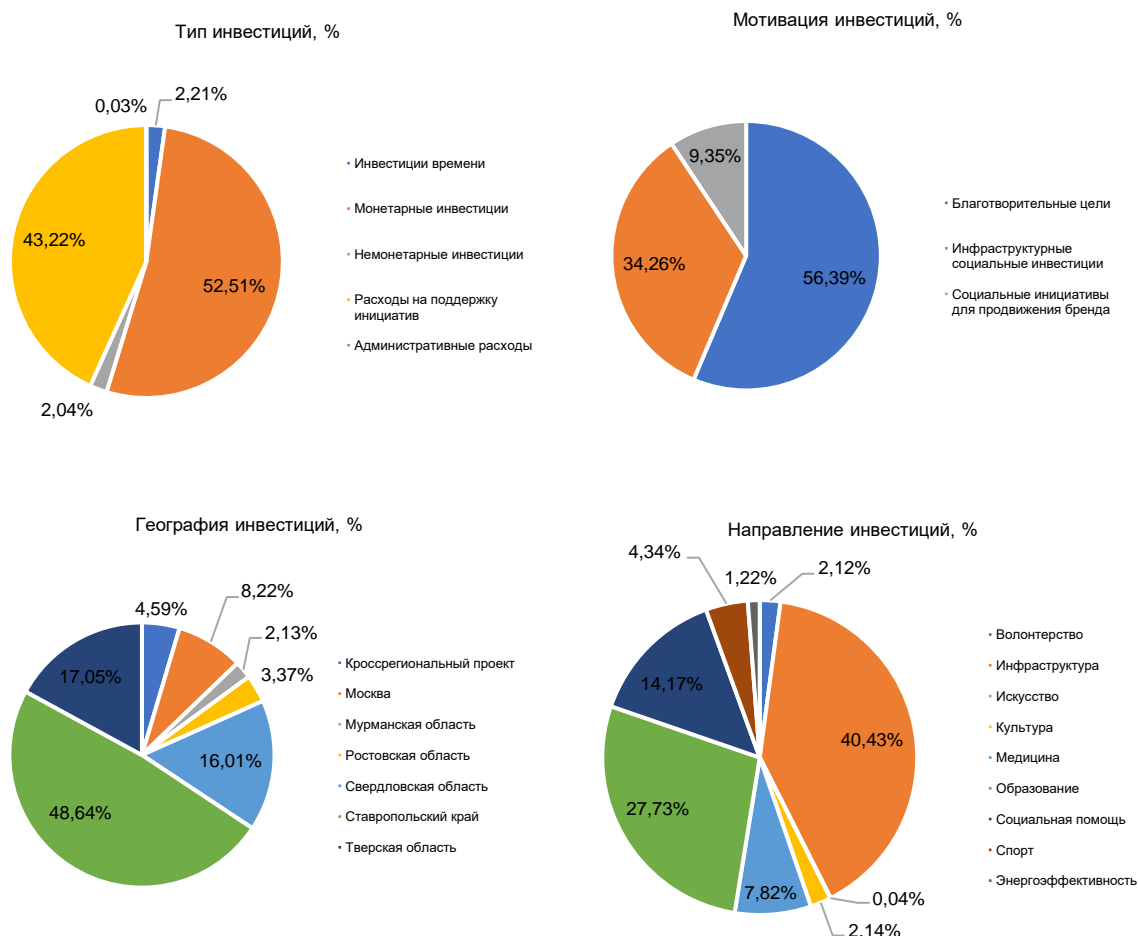 Тип инвестиций, %
0,03%
2,21%
43,22%
52,51%
2,04%
Инвестиции времени
Монетарные инвестиции
Немонетарные инвестиции
Расходы на поддержку
инициатив
Административные расходы
Мотивация инвестиций, %
9,35%
34,26%
56,39%
Благотворительные цели
Инфраструктурные
социальные инвестиции
Социальные инициативы
для продвижения бренда
География инвестиций, %
4,59%
8,22%
2,13%
3,37%
17,05%
16,01%
48,64%
Кроссрегиональный проект
Москва
Мурманская область
Ростовская область
Свердловская область
Ставропольский край
Тверская область
Направление инвестиций, %
4,34%
1,22%
2,12%
14,17%
40,43%
27,73%
7,82%
0,04%
2,14%
Волонтерство
Инфраструктура
Искусство
Культура
Медицина
Образование
Социальная помощь
Спорт
Энергоэффективность